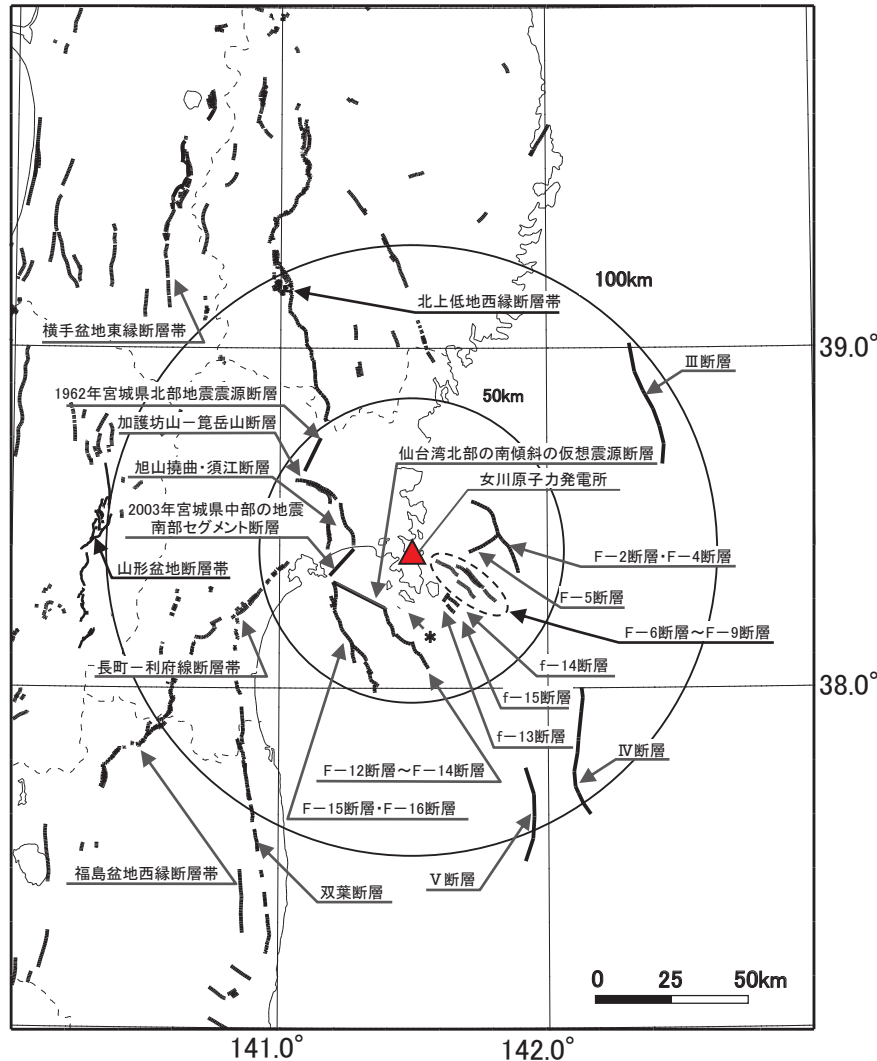 100km
北上低地西縁断層帯
横手盆地東縁断層帯
39.0°
Ⅲ断層
1962年宮城県北部地震震源断層
50km
加護坊山－箟岳山断層
仙台湾北部の南傾斜の仮想震源断層
旭山撓曲・須江断層
女川原子力発電所
2003年宮城県中部の地震
南部セグメント断層
F－2断層・F－4断層
山形盆地断層帯
F－5断層
F－6断層～F－9断層
*
長町－利府線断層帯
f－14断層
38.0°
f－15断層
f－13断層
Ⅳ断層
F－12断層～F－14断層
F－15断層・F－16断層
福島盆地西縁断層帯
Ⅴ断層
双葉断層
0 25 50km
141.0° 142.0°